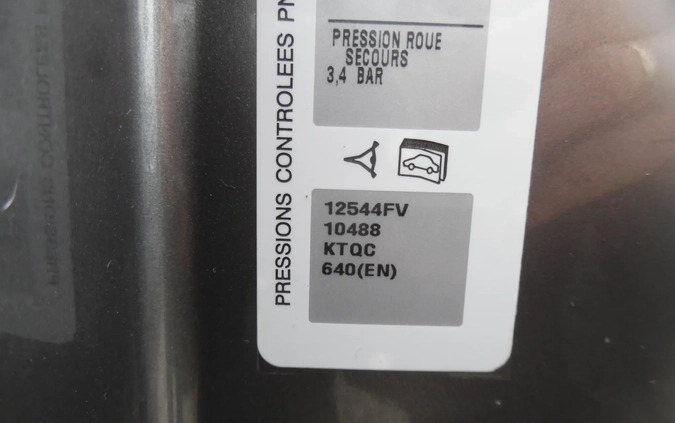 PRESSIONS CONTROLEES PN
PRESSION ROUE
SECOURS
3,4 BAR
12544FV
10488
KTQC
640(EN)